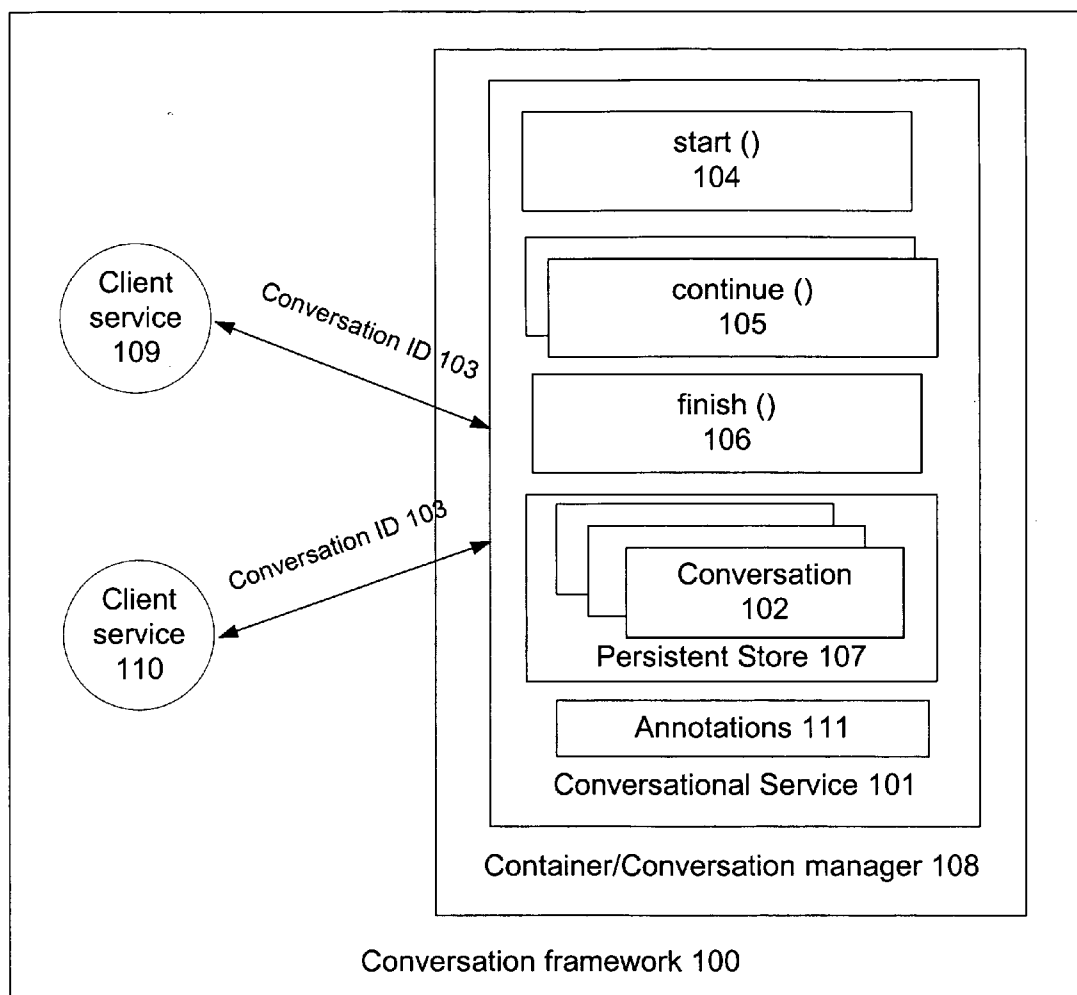 start ()
104
continue ()
105
finish ()
106
Client
service
109
Conversation ID 103
Conversation ID 103
Client
service
110
Conversation
102
Persistent Store 107
Annotations 111
Conversational Service 101
Container/Conversation manager 108
Conversation framework 100